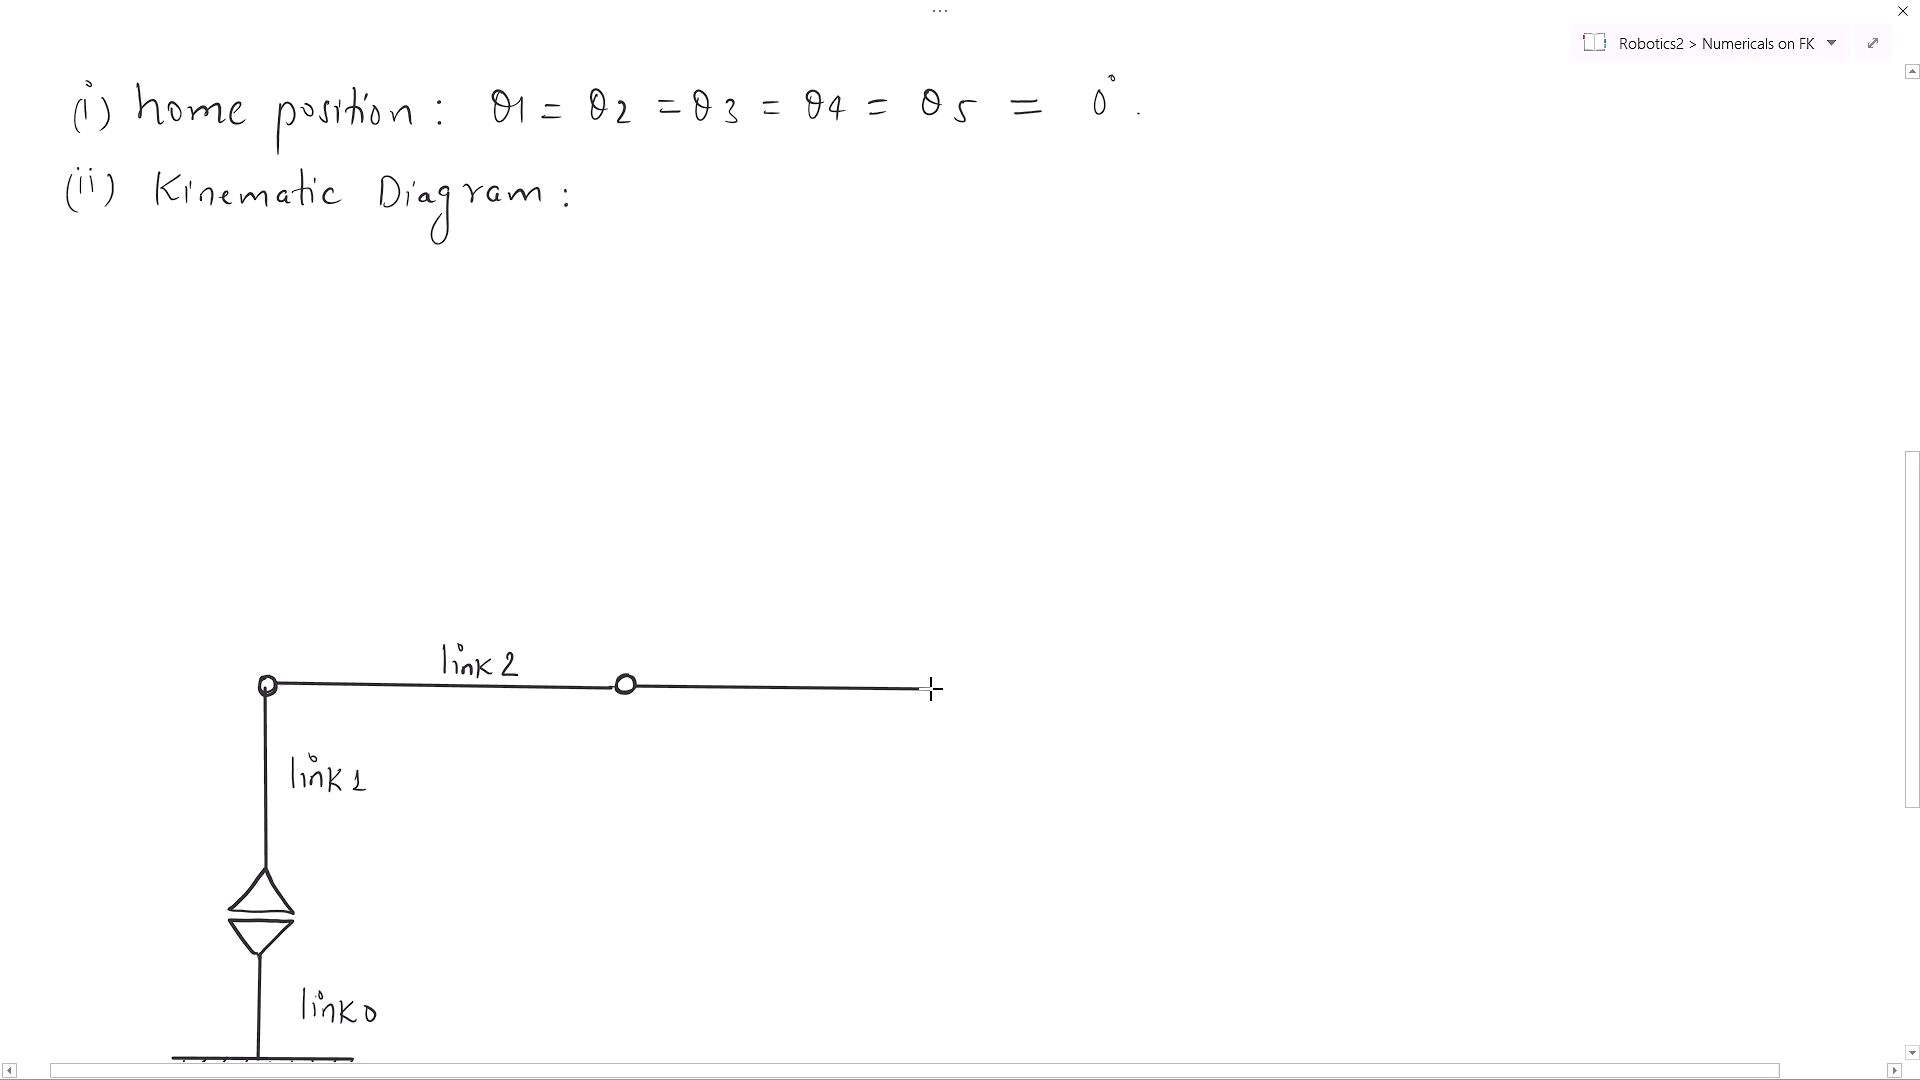 ...
Robotics2 > Numericals on FK
(i) home position: θ1 = θ2 = θ3 = θ4 = θ5 = 0°.
(ii) Kinematic Diagram:
link 2
link 1
link 0